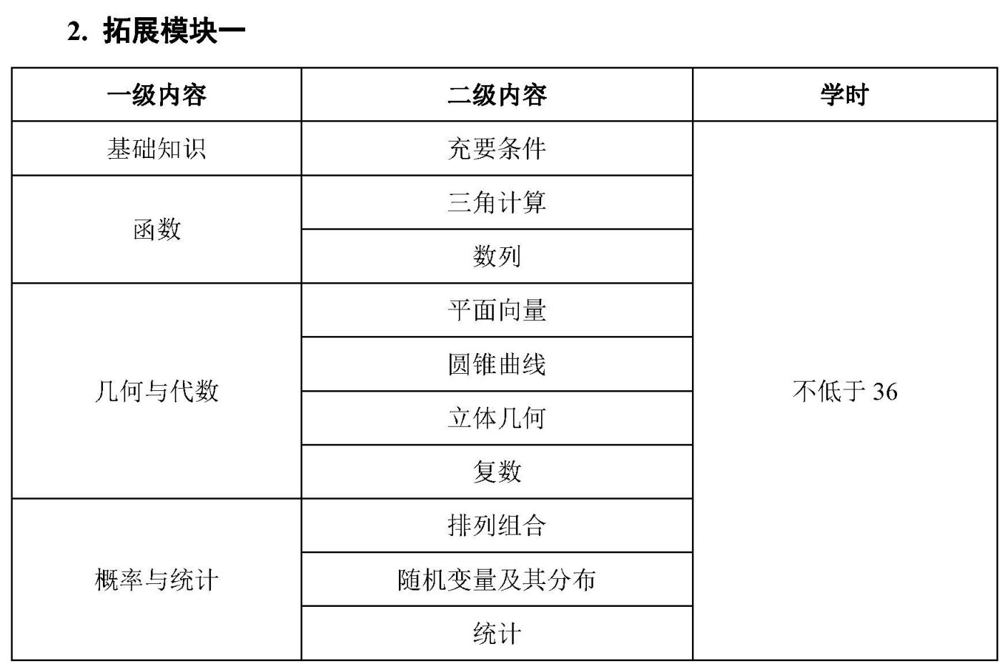 2. 拓展模块一
一级内容 二级内容 学时
基础知识 充要条件
函数 三角计算
数列
几何与代数 平面向量
圆锥曲线
立体几何
复数
概率与统计 排列组合
随机变量及其分布
统计
不低于 36